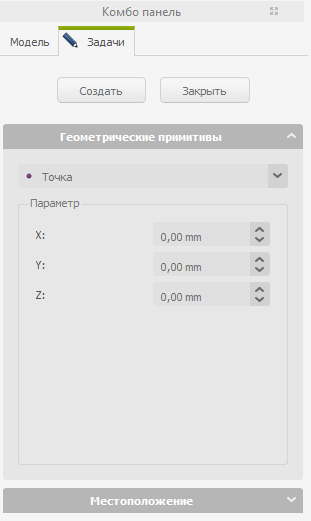 Комбо панель
Модель Задачи
Создать Закрыть
Геометрические примитивы
Точка
Параметр
X: 0,00 mm
Y: 0,00 mm
Z: 0,00 mm
Местоположение